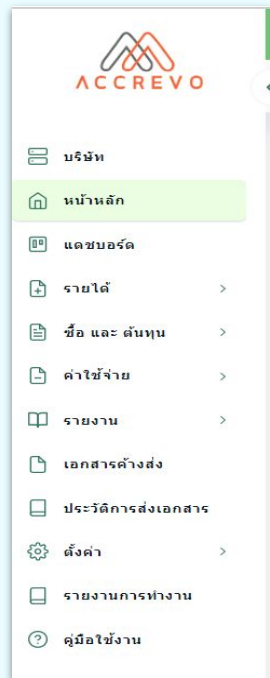 ACCREVO
บริษัท
หน้าหลัก
แดชบอร์ด
รายได้
ซื้อ และ ต้นทุน
ค่าใช้จ่าย
รายงาน
เอกสารค้างส่ง
ประวัติการส่งเอกสาร
ตั้งค่า
รายงานการทำงาน
คู่มือใช้งาน